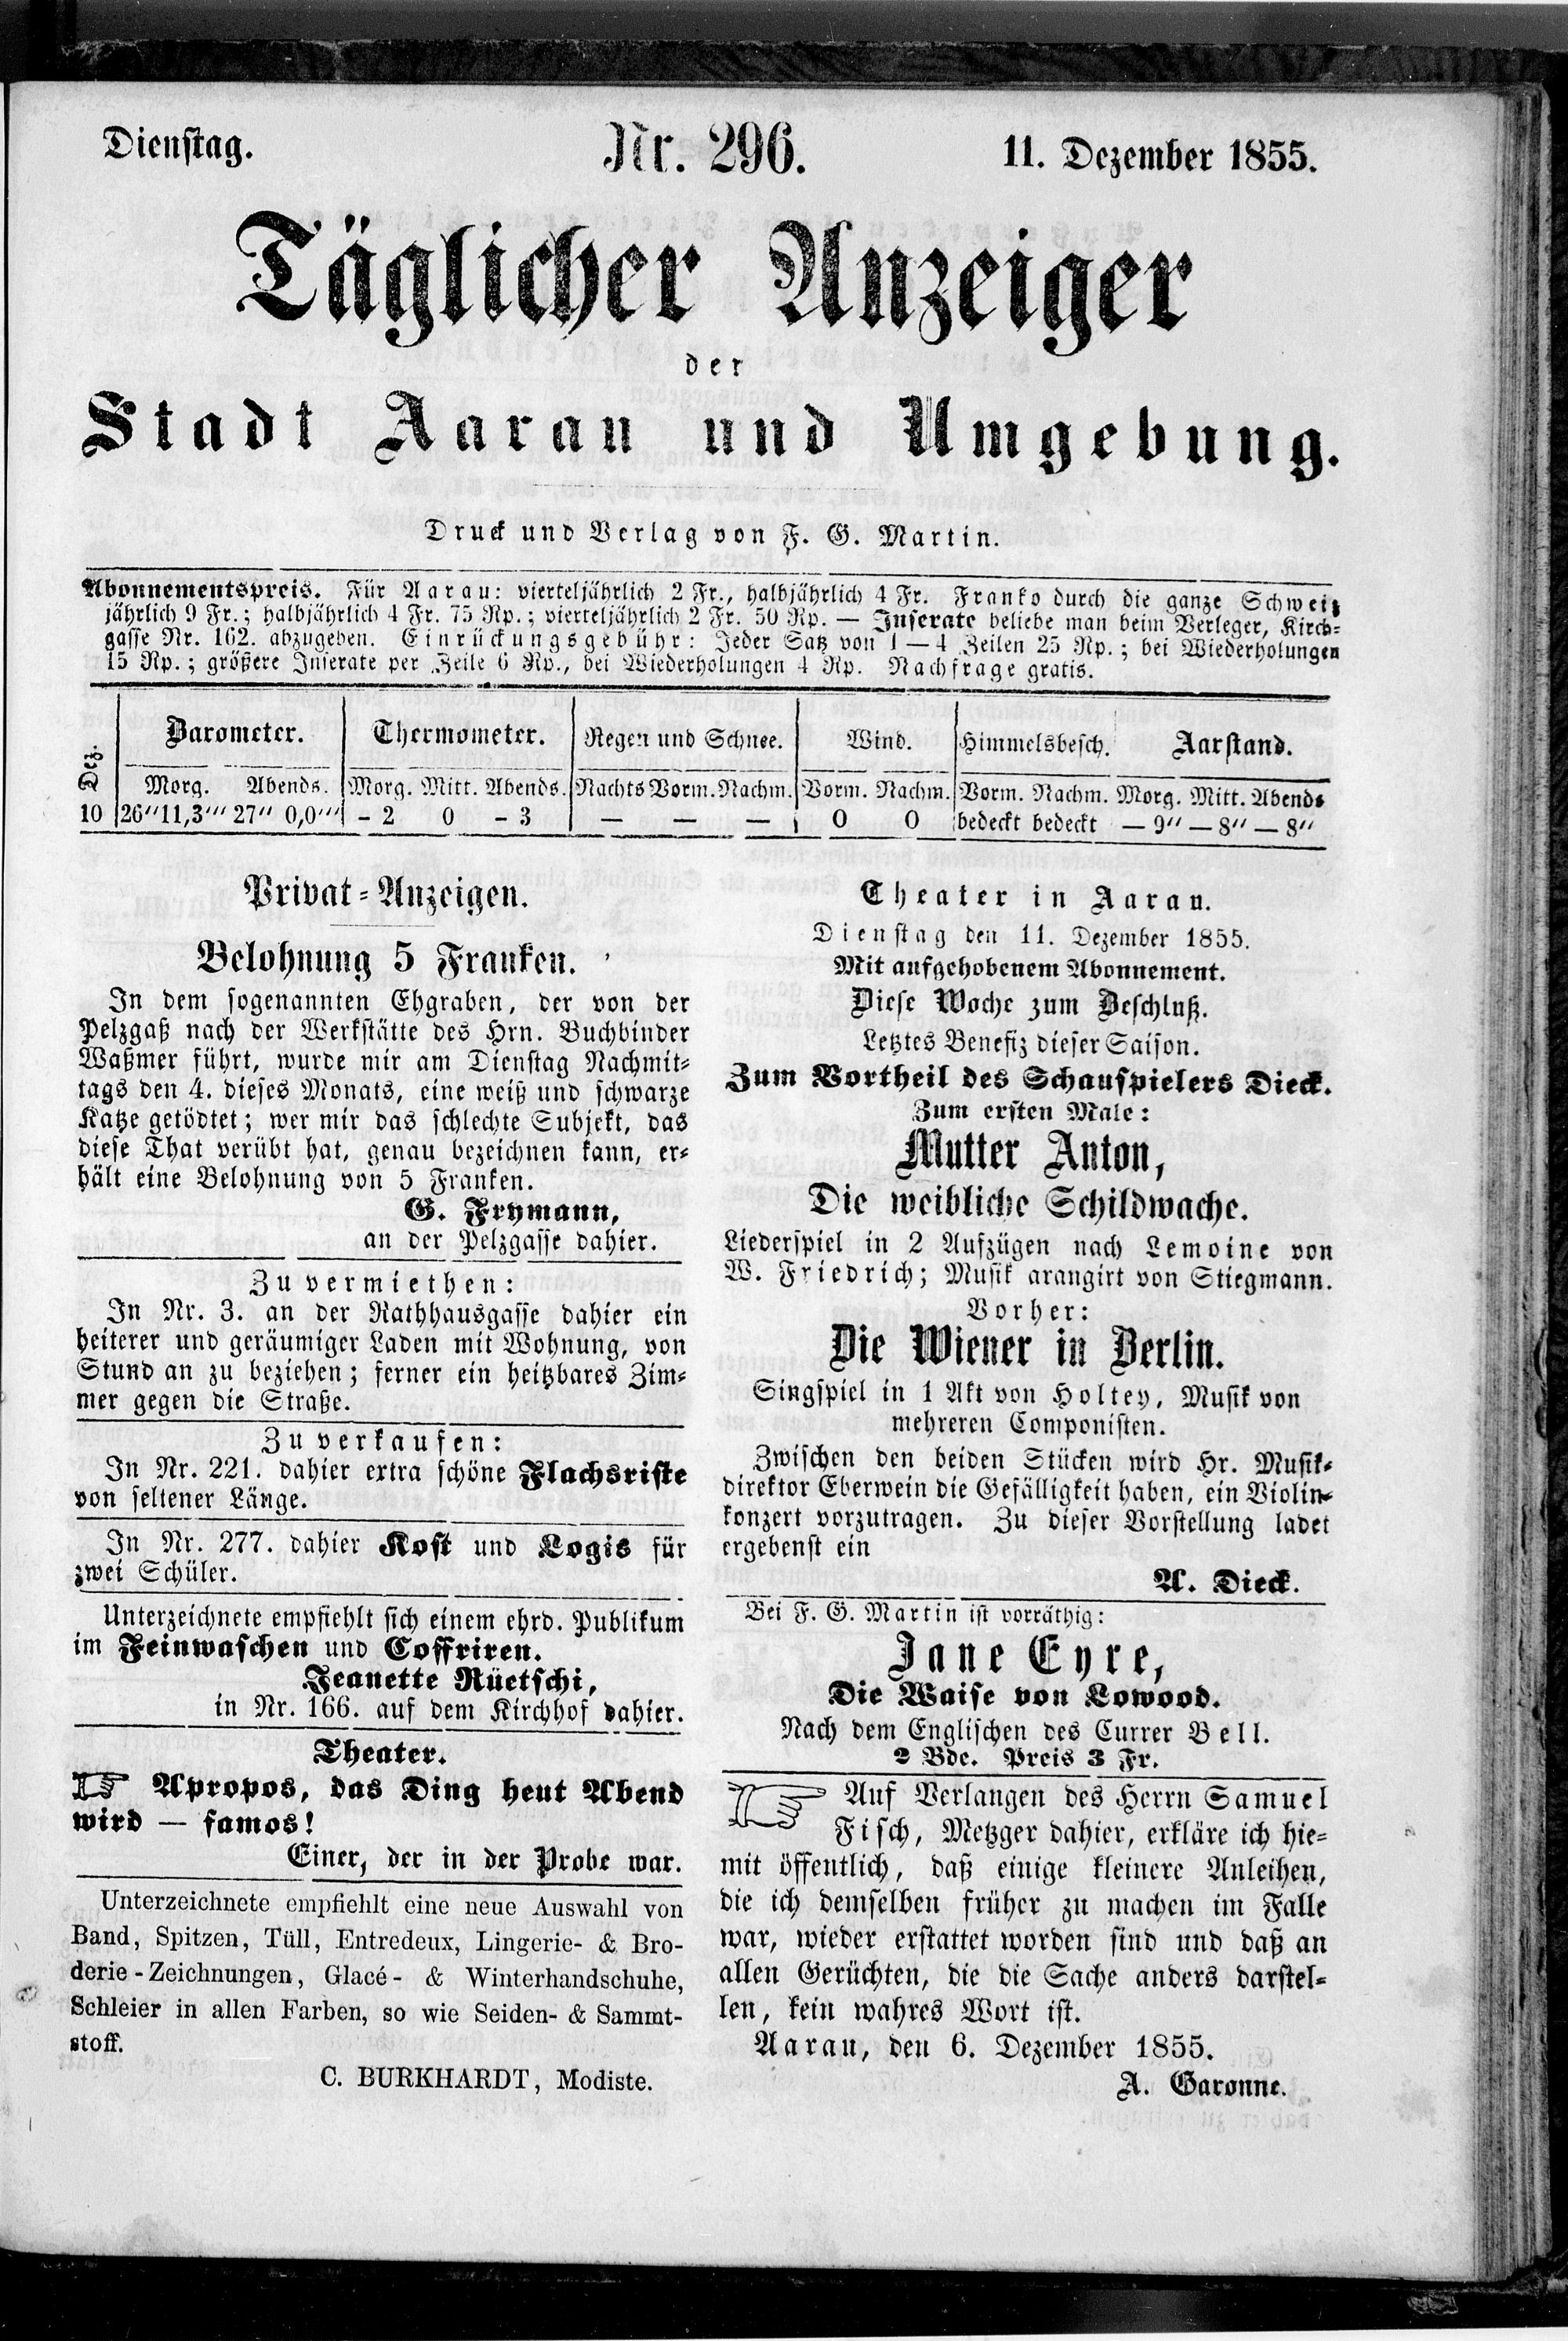 Dienstag. Nr. 296. 11. Dezember 1855.
Täglicher Anzeiger
der
Stadt Aarau und Umgebung.
Druck und Verlag von F. G. Martin.
Abonnementspreis. Für Aarau: vierteljährlich 2 Fr., halbjährlich 4 Fr. Franko durch die ganze Schweiz
jährlich 9 Fr.; halbjährlich 4 Fr. 75 Rp.; vierteljährlich 2 Fr. 50 Rp. — Inserate beliebe man beim Verleger, Kirch-
gasse Nr. 162. abzugeben. Einrückungsgebühr: Jeder Satz von 1—4 Zeilen 25 Rp.; bei Wiederholungen
15 Rp.; größere Inserate per Zeile 6 Rp., bei Wiederholungen 4 Rp. Nachfrage gratis.
Dez. Barometer. Thermometer. Regen und Schnee. Wind. Himmelsbesch. Aarstand.
Morg. Abends. Morg. Mitt. Abends. Nachts Vorm. Nachm. Vorm. Nachm. Vorm. Nachm. Morg. Mitt. Abends
10 26"11,3''' 27" 0,0''' - 2 0 - 3 — — — 0 0 bedeckt bedeckt — 9" — 8" — 8"
Privat-Anzeigen.
Belohnung 5 Franken.
In dem sogenannten Ehgraben, der von der
Pelzgaß nach der Werkstätte des Hrn. Buchbinder
Waßmer führt, wurde mir am Dienstag Nachmit-
tags den 4. dieses Monats, eine weiß und schwarze
Katze getödtet; wer mir das schlechte Subjekt, das
diese That verübt hat, genau bezeichnen kann, er-
hält eine Belohnung von 5 Franken.
G. Frymann,
an der Pelzgasse dahier.
Zu vermiethen:
In Nr. 3. an der Rathhausgasse dahier ein
heiterer und geräumiger Laden mit Wohnung, von
Stund an zu beziehen; ferner ein heitzbares Zim-
mer gegen die Straße.
Zu verkaufen:
In Nr. 221. dahier extra schöne Flachsriste
von seltener Länge.
In Nr. 277. dahier Kost und Logis für
zwei Schüler.
Unterzeichnete empfiehlt sich einem ehrd. Publikum
im Feinwaschen und Coffriren.
Jeanette Rüetschi,
in Nr. 166. auf dem Kirchhof dahier.
Theater.
☞ Apropos, das Ding heut Abend
wird — famos!
Einer, der in der Probe war.
Unterzeichnete empfiehlt eine neue Auswahl von
Band, Spitzen, Tüll, Entredeux, Lingerie- & Bro-
derie-Zeichnungen, Glacé- & Winterhandschuhe,
Schleier in allen Farben, so wie Seiden- & Sammt-
stoff.
C. BURKHARDT, Modiste.
Theater in Aarau.
Dienstag den 11. Dezember 1855.
Mit aufgehobenem Abonnement.
Diese Woche zum Beschluß.
Letztes Benefiz dieser Saison.
Zum Vortheil des Schauspielers Dieck.
Zum ersten Male:
Mutter Anton,
Die weibliche Schildwache.
Liederspiel in 2 Aufzügen nach Lemoine von
W. Friedrich; Musik arangirt von Stiegmann.
Vorher:
Die Wiener in Berlin.
Singspiel in 1 Akt von Holtey, Musik von
mehreren Componisten.
Zwischen den beiden Stücken wird Hr. Musik-
direktor Eberwein die Gefälligkeit haben, ein Violin-
konzert vorzutragen. Zu dieser Vorstellung ladet
ergebenst ein
A. Dieck.
Bei F. G. Martin ist vorräthig:
Jane Eyre,
Die Waise von Lowood.
Nach dem Englischen des Currer Bell.
2 Bde. Preis 3 Fr.
☞ Auf Verlangen des Herrn Samuel
Fisch, Metzger dahier, erkläre ich hie-
mit öffentlich, daß einige kleinere Anleihen,
die ich demselben früher zu machen im Falle
war, wieder erstattet worden sind und daß an
allen Gerüchten, die die Sache anders darstel-
len, kein wahres Wort ist.
Aarau, den 6. Dezember 1855.
A. Garonne.